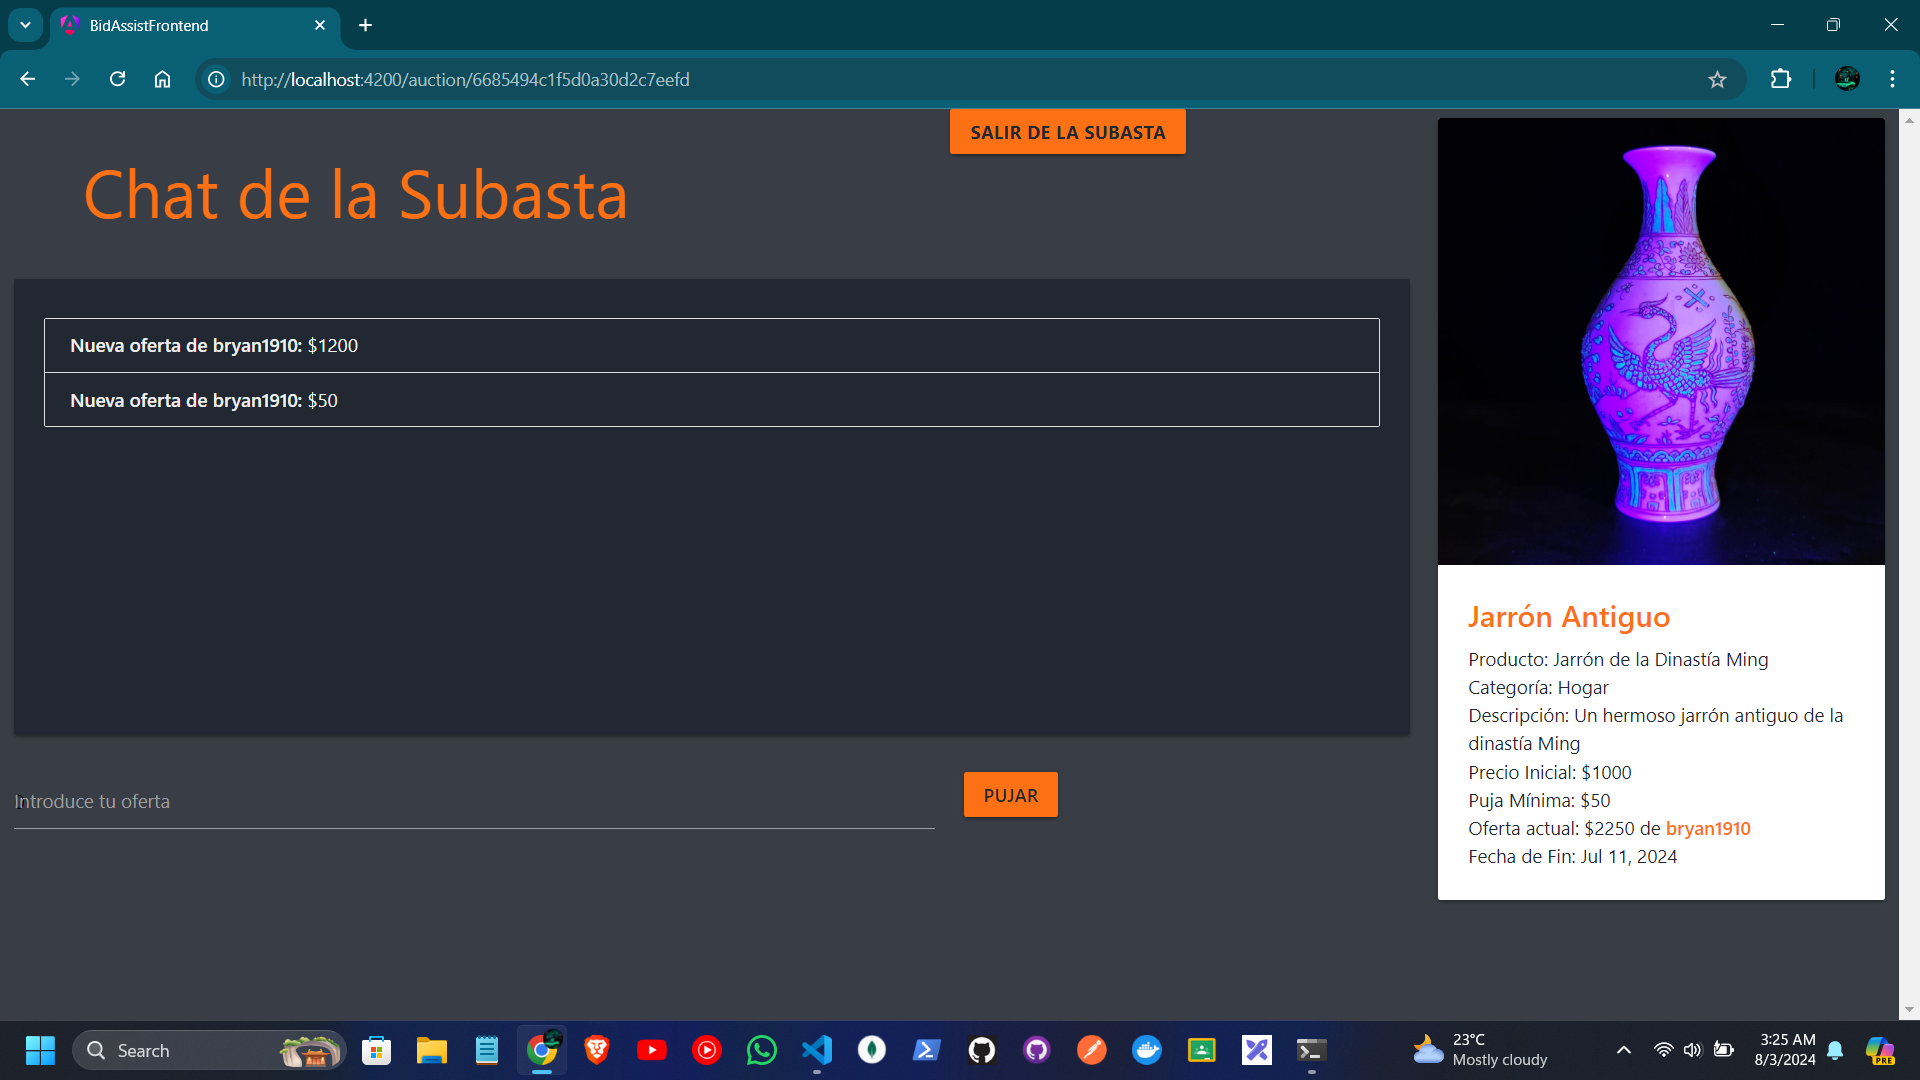 BidAssistFrontend
http://localhost:4200/auction/6685494c1f5d0a30d2c7eefd
SALIR DE LA SUBASTA
Chat de la Subasta
Nueva oferta de bryan1910: $1200
Nueva oferta de bryan1910: $50
Introduce tu oferta
PUJAR
Jarrón Antiguo
Producto: Jarrón de la Dinastía Ming
Categoría: Hogar
Descripción: Un hermoso jarrón antiguo de la
dinastía Ming
Precio Inicial: $1000
Puja Mínima: $50
Oferta actual: $2250 de bryan1910
Fecha de Fin: Jul 11, 2024
Search
23°C
Mostly cloudy
3:25 AM
8/3/2024
PRE